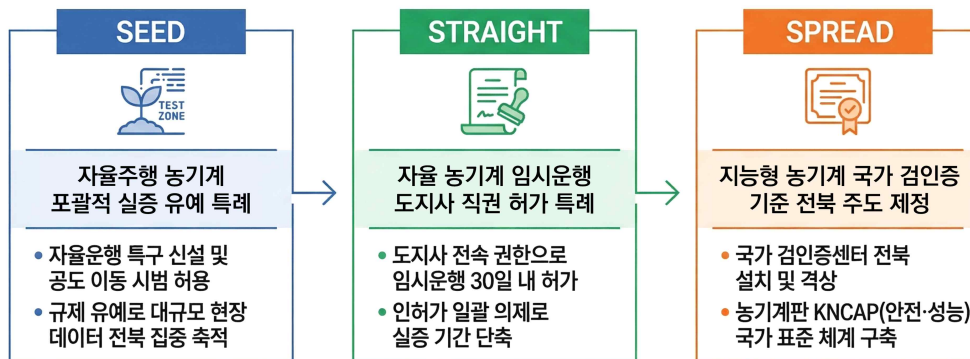 SEED
TEST
ZONE
자율주행 농기계
포괄적 실증 유예 특례
• 자율운행 특구 신설 및
공도 이동 시범 허용
• 규제 유예로 대규모 현장
데이터 전북 집중 축적
STRAIGHT
자율 농기계 임시운행
도지사 직권 허가 특례
• 도지사 전속 권한으로
임시운행 30일 내 허가
• 인허가 일괄 의제로
실증 기간 단축
SPREAD
지능형 농기계 국가 검인증
기준 전북 주도 제정
• 국가 검인증센터 전북
설치 및 격상
• 농기계판 KNCAP(안전·성능)
국가 표준 체계 구축